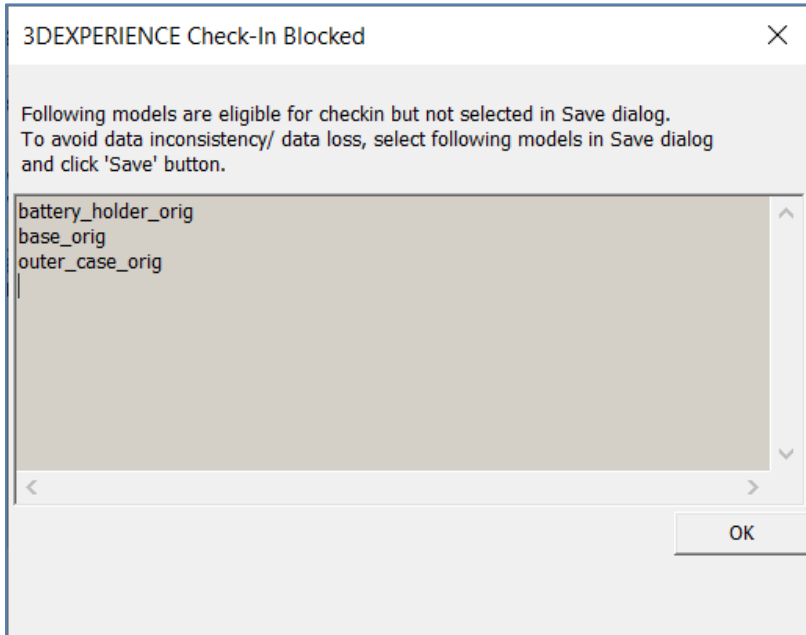 3DEXPERIENCE Check-In Blocked
Following models are eligible for checkin but not selected in Save dialog.
To avoid data inconsistency/ data loss, select following models in Save dialog
and click 'Save' button.
battery_holder_orig
base_orig
outer_case_orig
OK